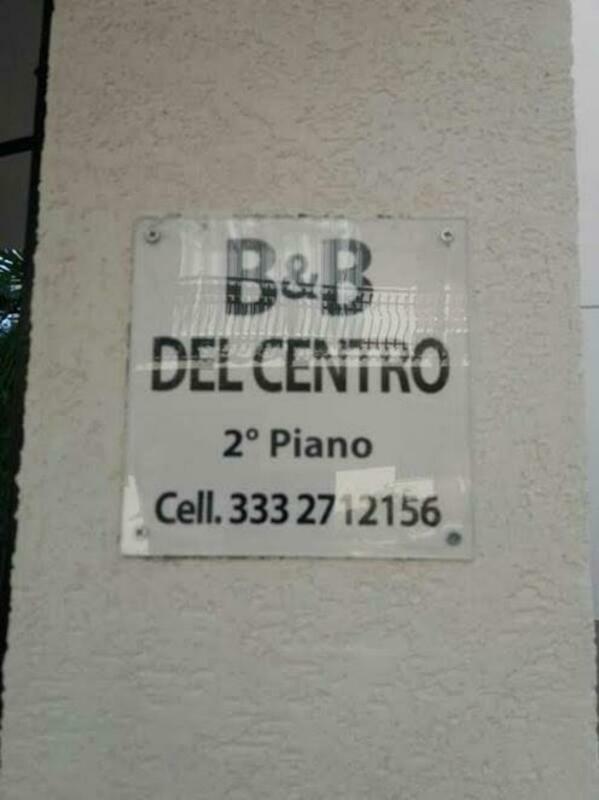 B&B
DEL CENTRO
2° Piano
Cell. 333 2712156